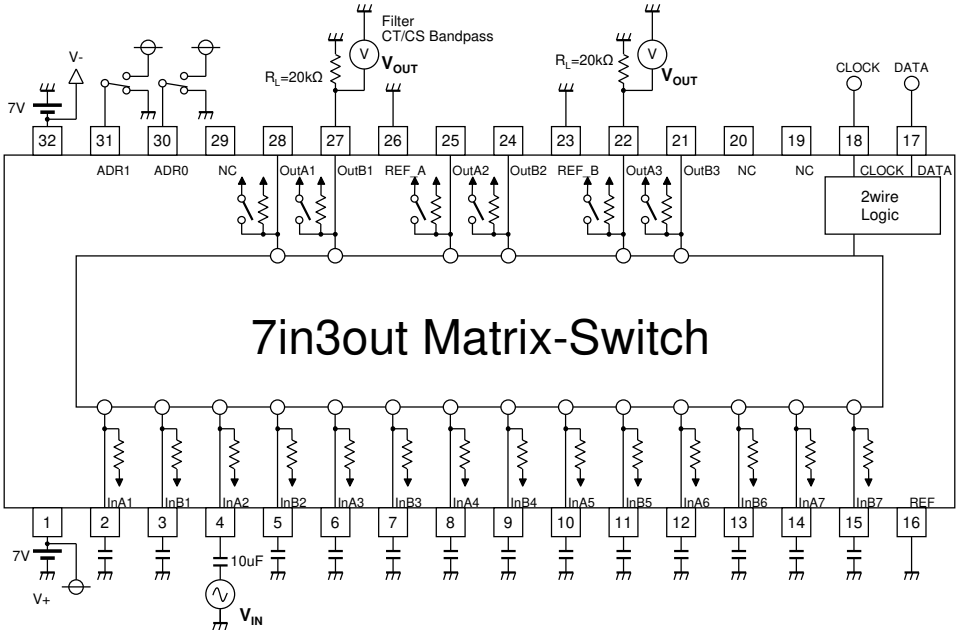 Filter
CT/CS Bandpass
V-
V
V_OUT
R_L=20kΩ
V
V_OUT
R_L=20kΩ
CLOCK DATA
7V
32 31 30 29 28 27 26 25 24 23 22 21 20 19 18 17
ADR1 ADR0 NC OutA1 OutB1 REF_A OutA2 OutB2 REF_B OutA3 OutB3 NC NC CLOCK DATA
2wire
Logic
7in3out Matrix-Switch
InA1 InB1 InA2 InB2 InA3 InB3 InA4 InB4 InA5 InB5 InA6 InB6 InA7 InB7 REF
1 2 3 4 5 6 7 8 9 10 11 12 13 14 15 16
7V
10uF
V+
V_IN